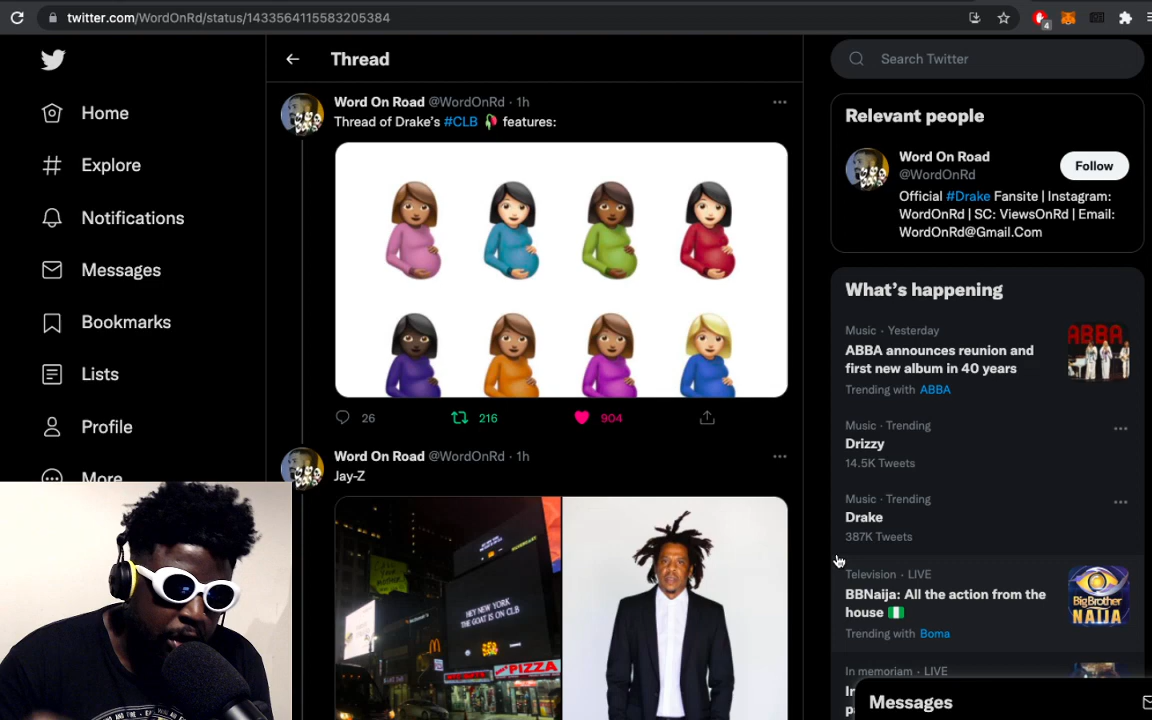 twitter.com/WordOnRd/status/1433564115583205384
4
Home
Explore
Notifications
Messages
Bookmarks
Lists
Profile
More
Thread
Word On Road @WordOnRd · 1h
Thread of Drake's #CLB features:
26
216
904
Word On Road @WordOnRd · 1h
Jay-Z
HEY NEW YORK
THE GOAT IS ON CLB
PIZZA
Search Twitter
Relevant people
Word On Road
@WordOnRd
Follow
Official #Drake Fansite | Instagram:
WordOnRd | SC: ViewsOnRd | Email:
WordOnRd@Gmail.Com
What's happening
Music · Yesterday
ABBA announces reunion and
first new album in 40 years
Trending with ABBA
ABBA
Music · Trending
Drizzy
14.5K Tweets
Music · Trending
Drake
387K Tweets
Television · LIVE
BBNaija: All the action from the
house
Trending with Boma
BigBrother
NAIJA
In memoriam · LIVE
Messages